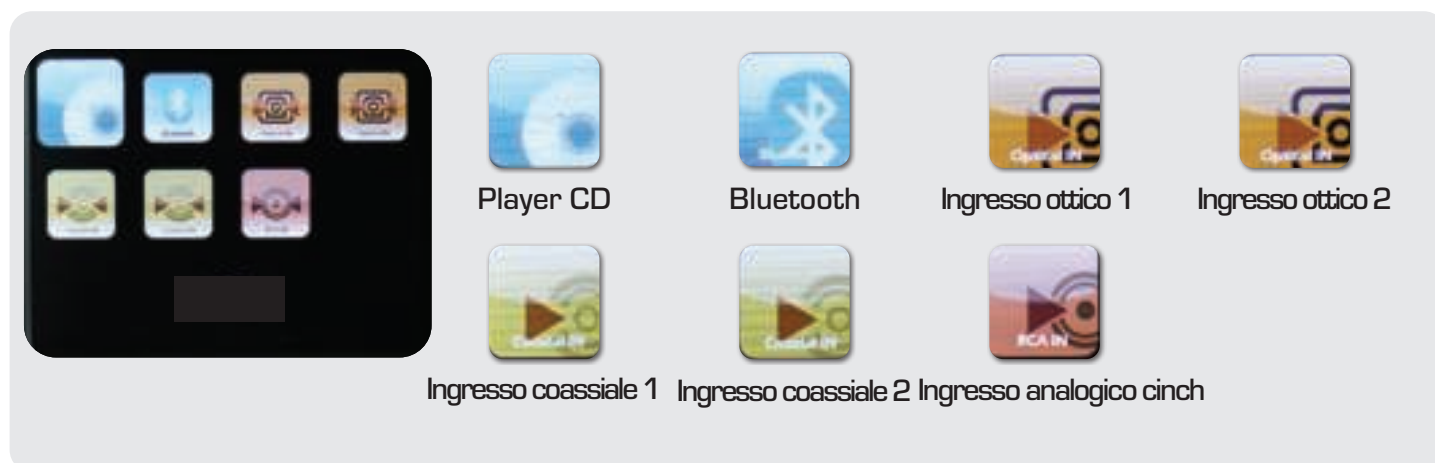 Player CD
Bluetooth
Optical IN
Optical IN
Ingresso ottico 1
Ingresso ottico 2
Coaxial IN
Coaxial IN
RCA IN
Ingresso coassiale 1
Ingresso coassiale 2
Ingresso analogico cinch